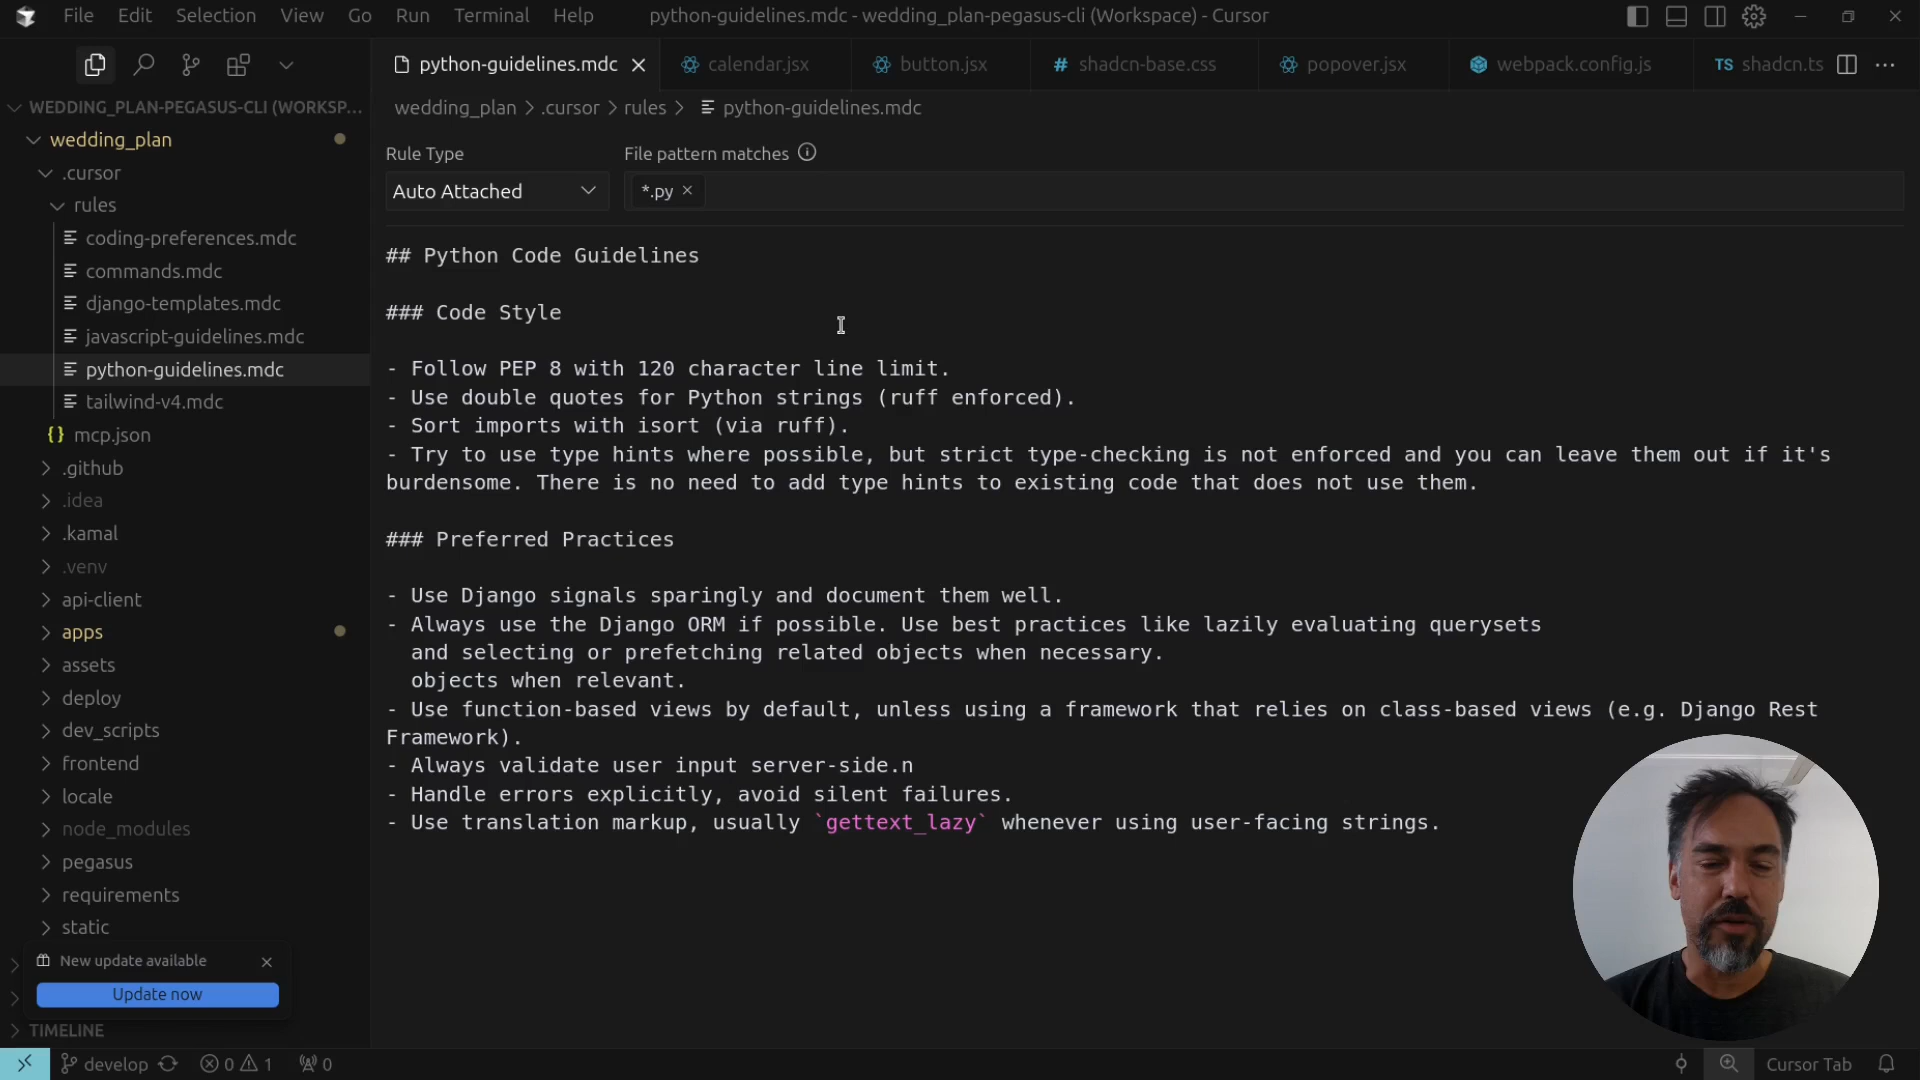 File Edit Selection View Go Run Terminal Help
python-guidelines.mdc - wedding_plan-pegasus-cli (Workspace) - Cursor
python-guidelines.mdc
calendar.jsx
button.jsx
# shadcn-base.css
popover.jsx
webpack.config.js
TS shadcn.ts
WEDDING_PLAN-PEGASUS-CLI (WORKSP...
wedding_plan
.cursor
rules
coding-preferences.mdc
commands.mdc
django-templates.mdc
javascript-guidelines.mdc
python-guidelines.mdc
tailwind-v4.mdc
{} mcp.json
.github
.idea
.kamal
.venv
api-client
apps
assets
deploy
dev_scripts
frontend
locale
node_modules
pegasus
requirements
static
New update available
Update now
TIMELINE
wedding_plan > .cursor > rules > python-guidelines.mdc
Rule Type
File pattern matches
Auto Attached
*.py
## Python Code Guidelines
### Code Style
- Follow PEP 8 with 120 character line limit.
- Use double quotes for Python strings (ruff enforced).
- Sort imports with isort (via ruff).
- Try to use type hints where possible, but strict type-checking is not enforced and you can leave them out if it's
burdensome. There is no need to add type hints to existing code that does not use them.
### Preferred Practices
- Use Django signals sparingly and document them well.
- Always use the Django ORM if possible. Use best practices like lazily evaluating querysets
and selecting or prefetching related objects when necessary.
objects when relevant.
- Use function-based views by default, unless using a framework that relies on class-based views (e.g. Django Rest
Framework).
- Always validate user input server-side.n
- Handle errors explicitly, avoid silent failures.
- Use translation markup, usually `gettext_lazy` whenever using user-facing strings.
develop
0
1
0
Cursor Tab